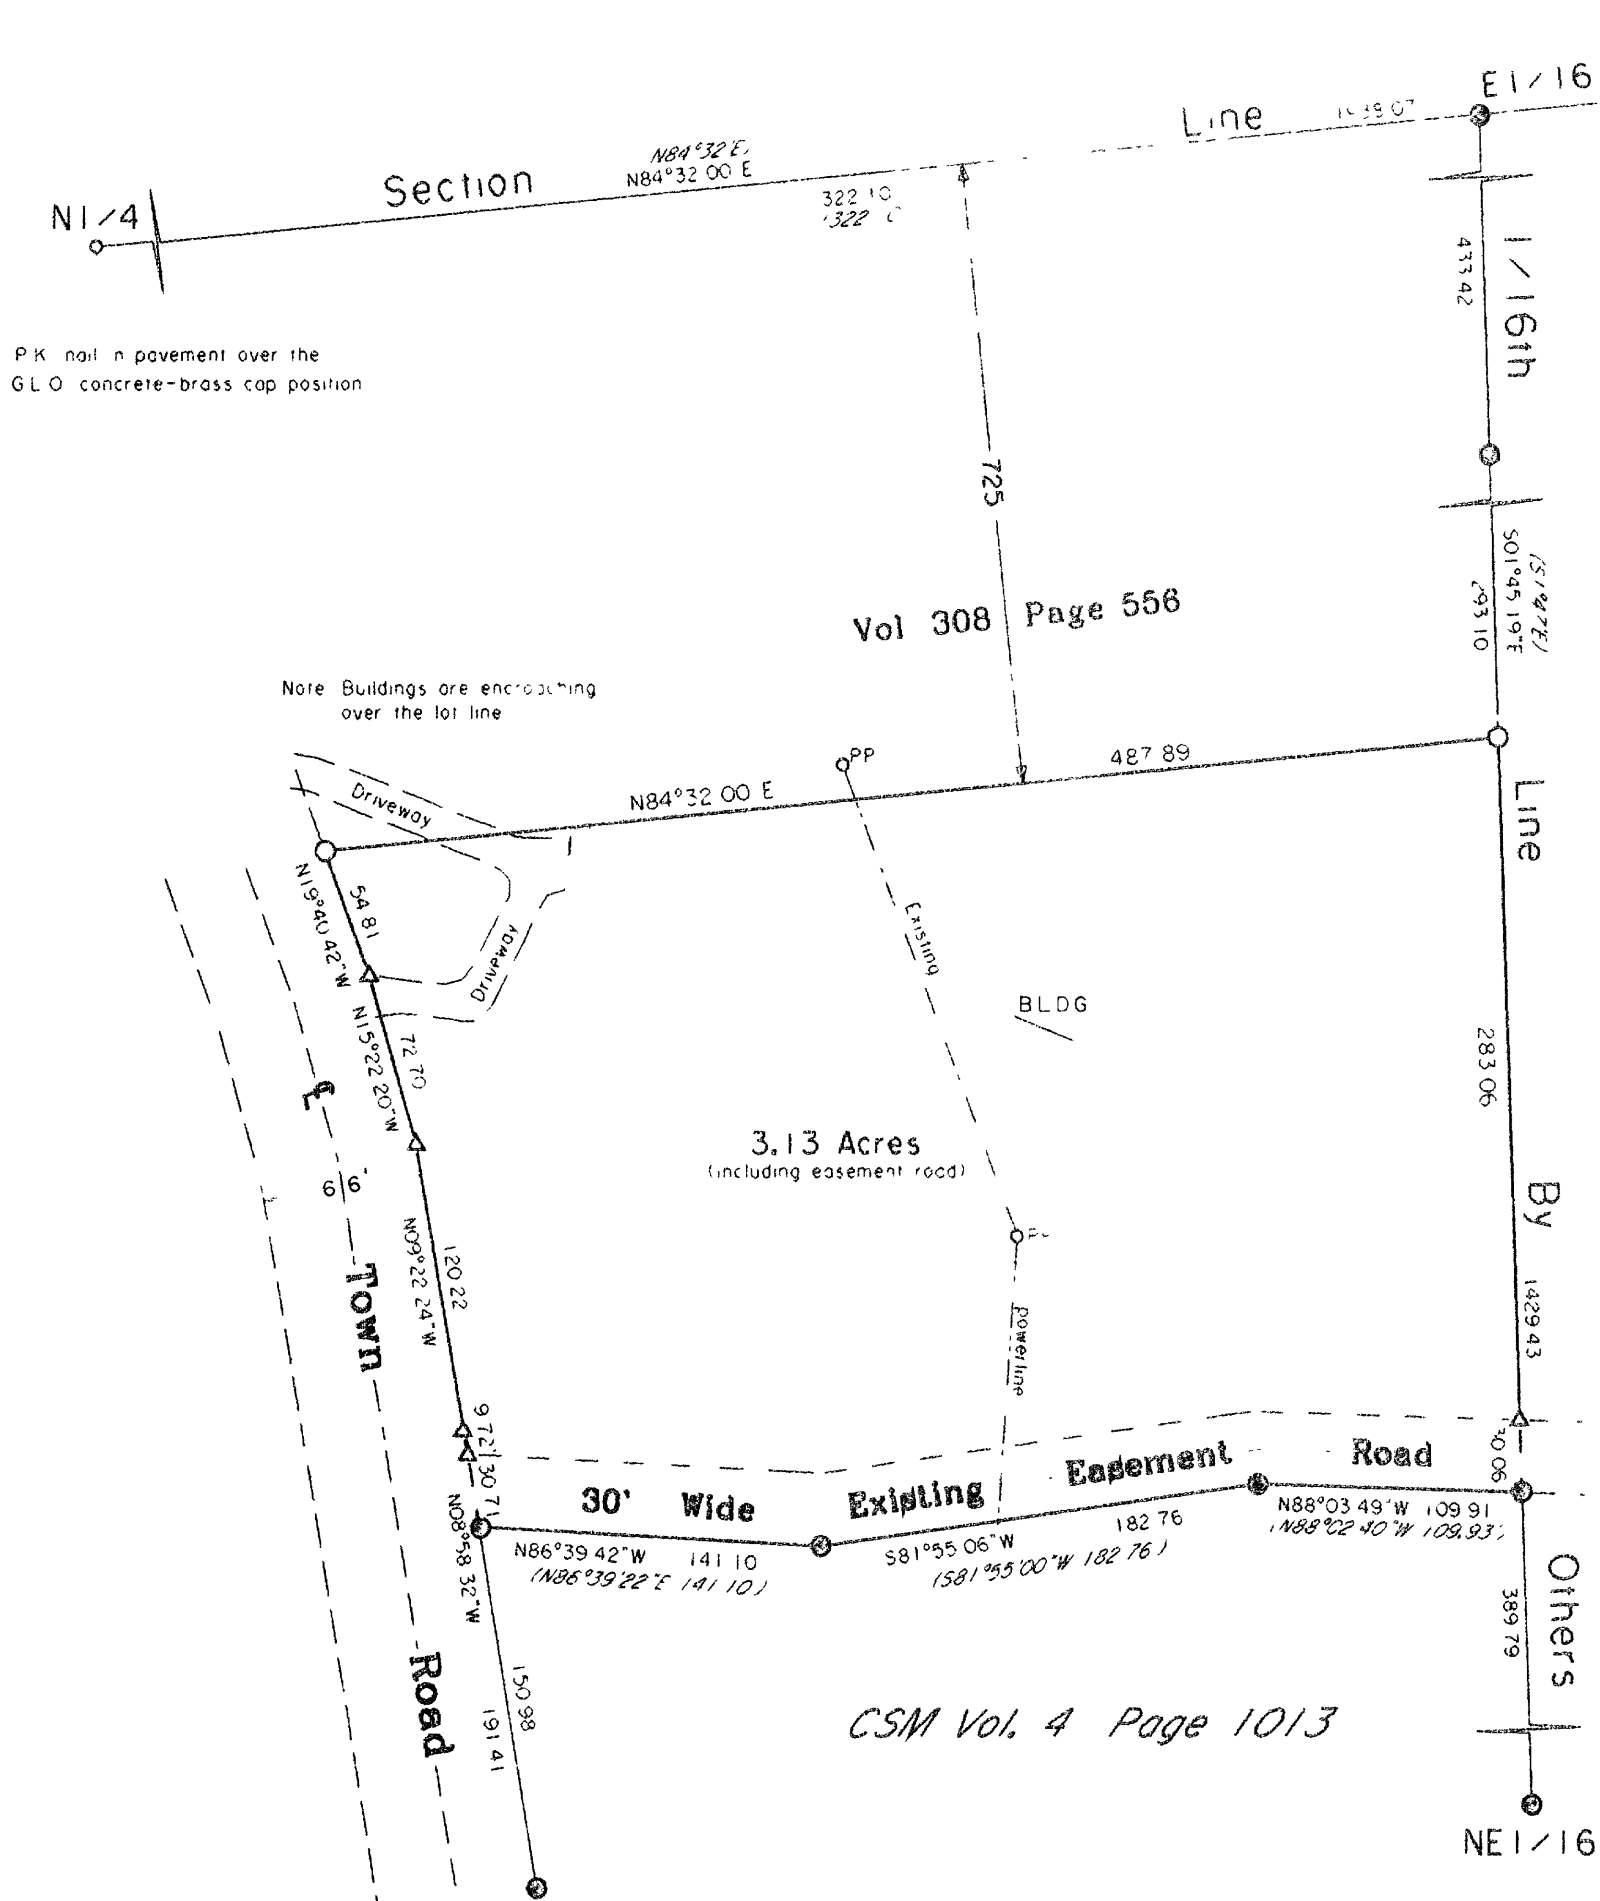 E1/16
Line
Section
N84°32'E,
N84°32 00 E
322 10
N1/4
433 42
1/16th
P K nail n pavement over the
G L O concrete-brass cap position
725
S01°45 19"E
(S1°47'E)
293 10
Vol 308 Page 556
Note Buildings are encroaching
over the lot line
PP
487 89
N84°32 00 E
Driveway
Line
54 81
N19°40 42"W
Driveway
Existing
BLDG
72 70
N15°22 20"W
283 06
3.13 Acres
(including easement road)
6 6'
By
120 22
N09°22 24"W
Town
powerline
1429 43
9 72
30 71
30' Wide Existing Easement Road
30 06
N08°58 32"W
N86°39 42"W 141 10
(N86°39'22"E 141 10)
S81°55 06"W 182 76
(S81°55'00"W 182 76)
N88°03 49'W 109 91
(N88°02 40"W 109.93)
Others
389 79
Road
150 98
191 41
CSM Vol. 4 Page 1013
NE1/16